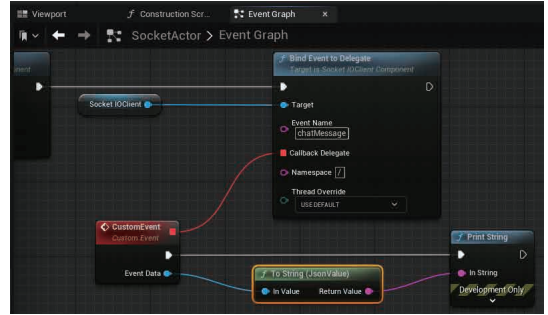 Viewport
Construction Scr...
Event Graph
SocketActor > Event Graph
Bind Event to Delegate
Target is Socket IOClient Component
Socket IOClient
Target
Event Name
chatMessage
Callback Delegate
Namespace /
Thread Override
USE DEFAULT
CustomEvent
Custom Event
Event Data
To String (JsonValue)
In Value Return Value
Print String
In String
Development Only